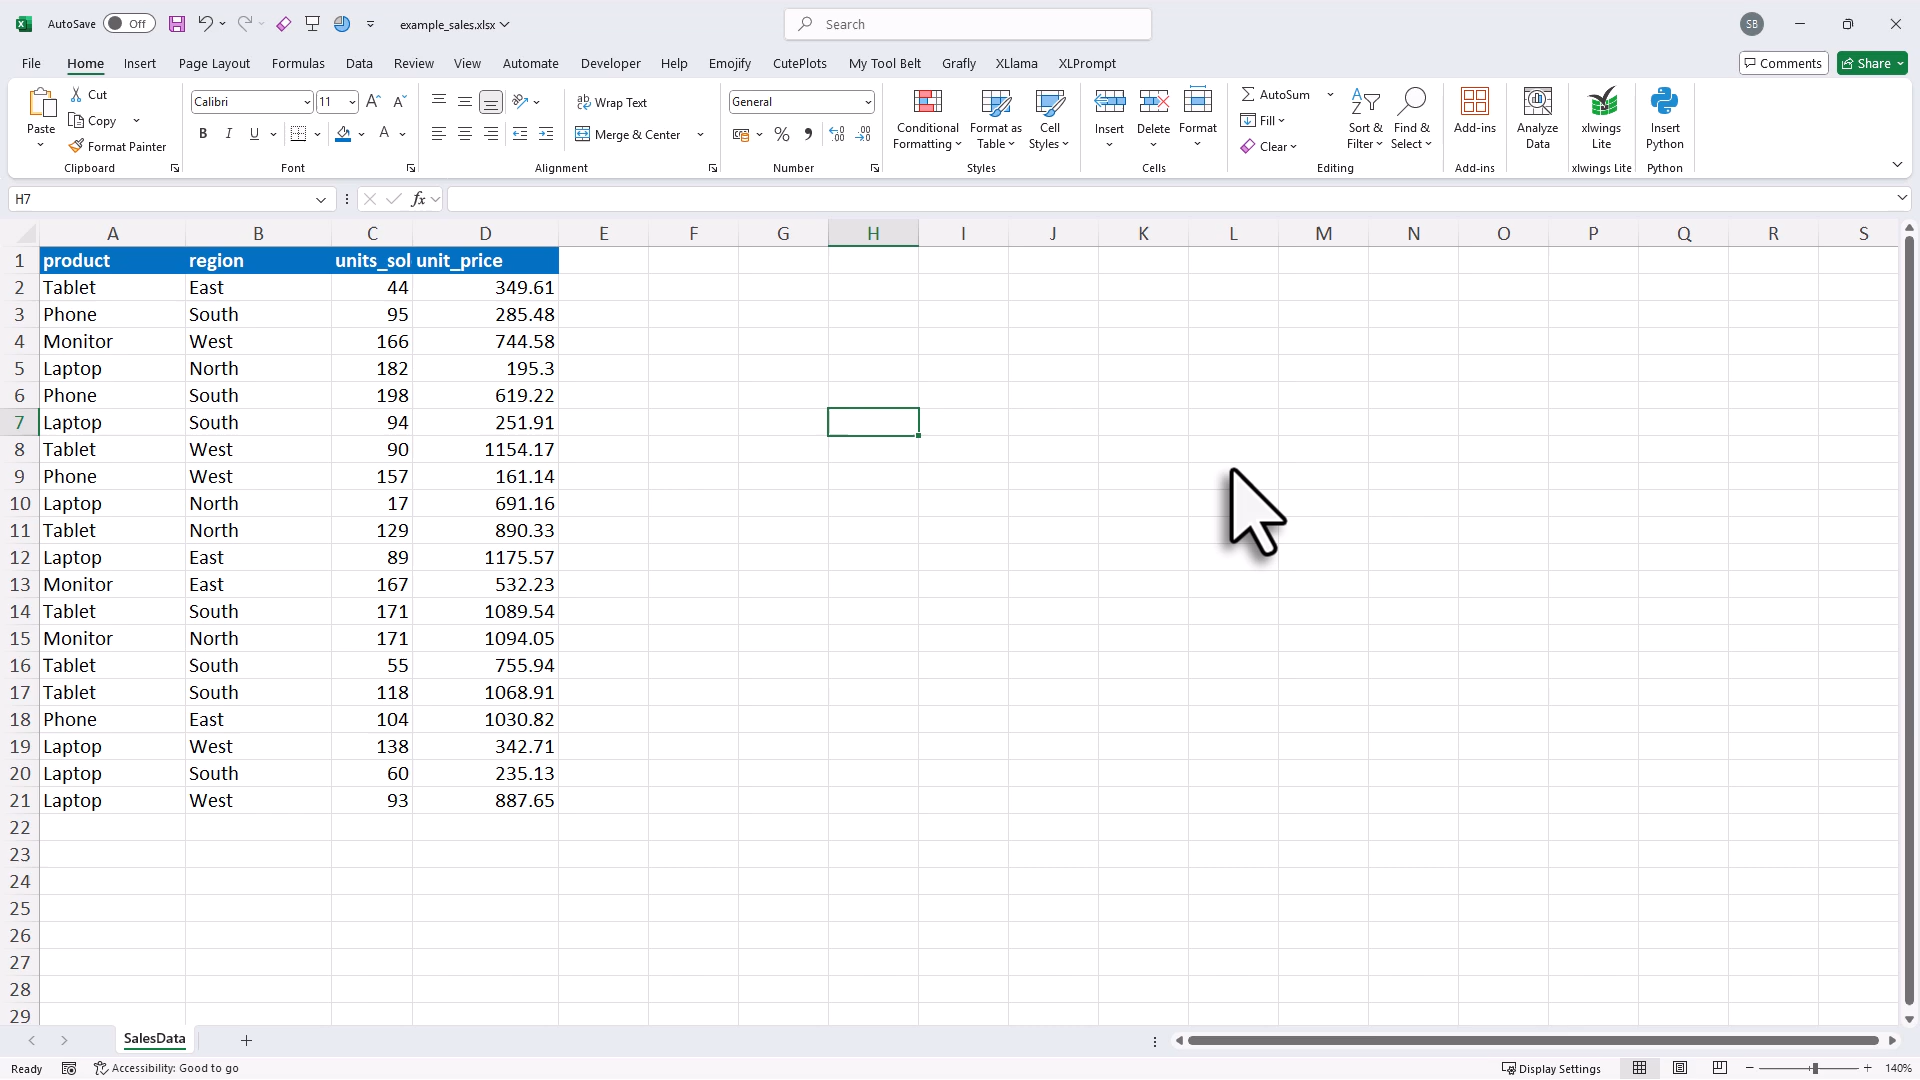 AutoSave Off example_sales.xlsx Search SB
File Home Insert Page Layout Formulas Data Review View Automate Developer Help Emojify CutePlots My Tool Belt Grafly XLlama XLPrompt Comments Share
Paste Cut Copy Format Painter Clipboard
Calibri 11 A A B I U A Font
ab Wrap Text Merge & Center Alignment
General % Number
Conditional Formatting Format as Table Cell Styles Styles
Insert Delete Format Cells
AutoSum Fill Clear Sort & Filter Find & Select Editing
Add-ins Add-ins
Analyze Data
xlwings Lite xlwings Lite
Insert Python Python
H7 fx
A B C D E F G H I J K L M N O P Q R S
1 product region units_sol unit_price
2 Tablet East 44 349.61
3 Phone South 95 285.48
4 Monitor West 166 744.58
5 Laptop North 182 195.3
6 Phone South 198 619.22
7 Laptop South 94 251.91
8 Tablet West 90 1154.17
9 Phone West 157 161.14
10 Laptop North 17 691.16
11 Tablet North 129 890.33
12 Laptop East 89 1175.57
13 Monitor East 167 532.23
14 Tablet South 171 1089.54
15 Monitor North 171 1094.05
16 Tablet South 55 755.94
17 Tablet South 118 1068.91
18 Phone East 104 1030.82
19 Laptop West 138 342.71
20 Laptop South 60 235.13
21 Laptop West 93 887.65
22
23
24
25
26
27
28
29
SalesData
Ready Accessibility: Good to go Display Settings 140%